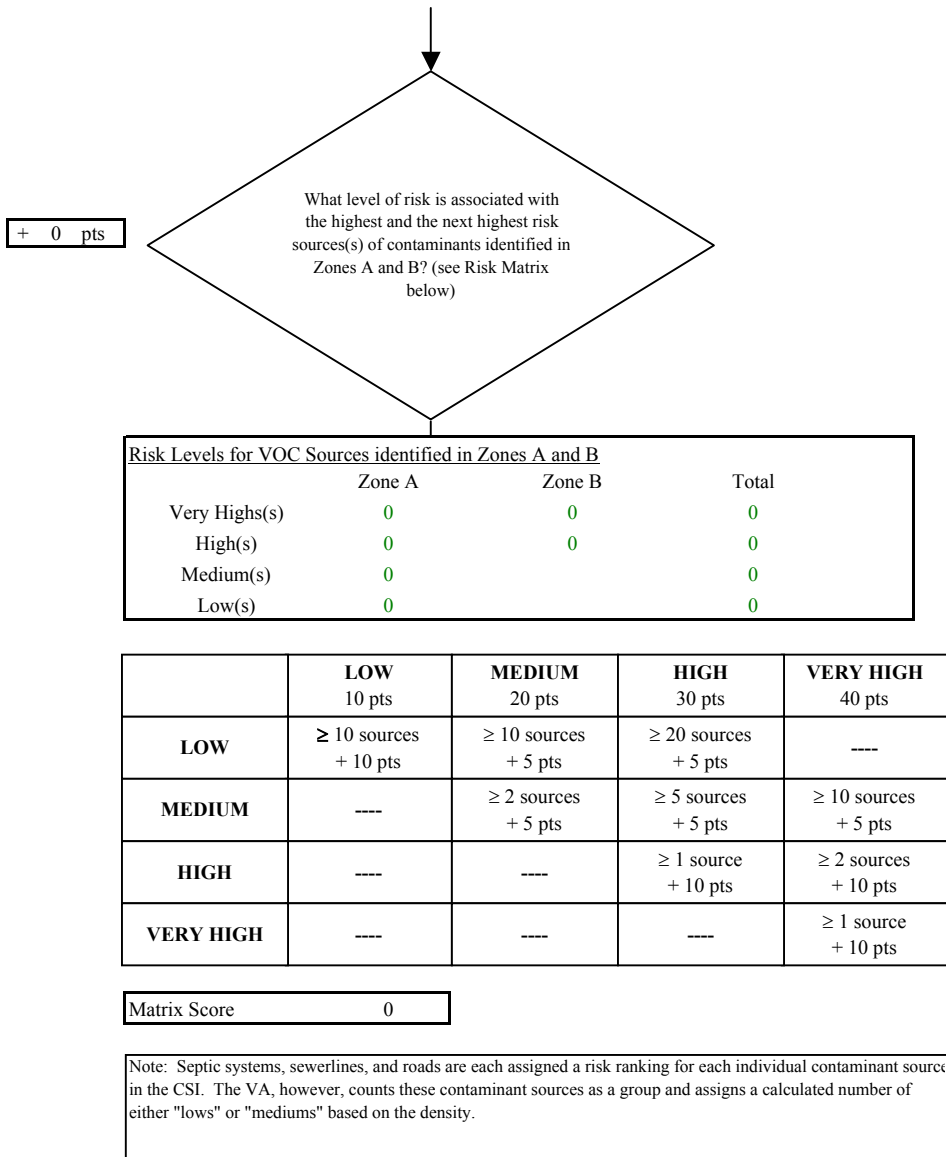 What level of risk is associated with
the highest and the next highest risk
sources(s) of contaminants identified in
Zones A and B? (see Risk Matrix
below)
+ 0 pts
Risk Levels for VOC Sources identified in Zones A and B
Zone A Zone B Total
Very Highs(s) 0 0 0
High(s) 0 0 0
Medium(s) 0 0
Low(s) 0 0
LOW MEDIUM HIGH VERY HIGH
10 pts 20 pts 30 pts 40 pts
LOW ≥ 10 sources ≥ 10 sources ≥ 20 sources ----
+ 10 pts + 5 pts + 5 pts
MEDIUM ---- ≥ 2 sources ≥ 5 sources ≥ 10 sources
+ 5 pts + 5 pts + 5 pts
HIGH ---- ---- ≥ 1 source ≥ 2 sources
+ 10 pts + 10 pts
VERY HIGH ---- ---- ---- ≥ 1 source
+ 10 pts
Matrix Score 0
Note: Septic systems, sewerlines, and roads are each assigned a risk ranking for each individual contaminant source
in the CSI. The VA, however, counts these contaminant sources as a group and assigns a calculated number of
either "lows" or "mediums" based on the density.